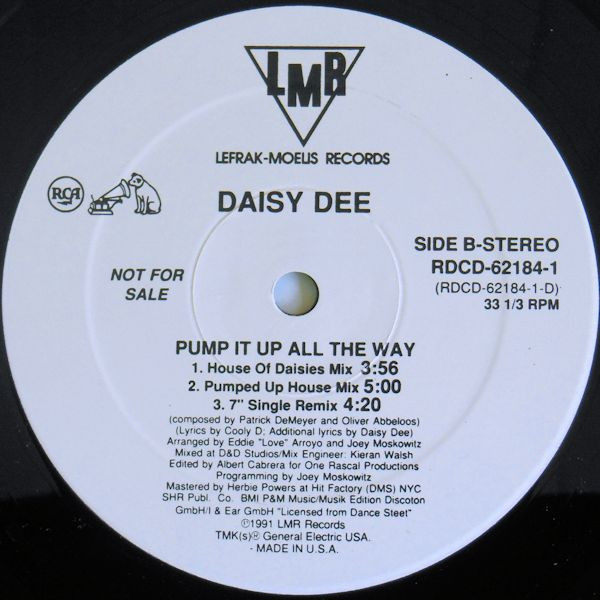 LMR
LEFRAK-MOELIS RECORDS
RCA
DAISY DEE
SIDE B-STEREO
RDCD-62184-1
(RDCD-62184-1-D)
33 1/3 RPM
NOT FOR
SALE
PUMP IT UP ALL THE WAY
1. House Of Daisies Mix 3:56
2. Pumped Up House Mix 5:00
3. 7" Single Remix 4:20
(composed by Patrick DeMeyer and Oliver Abbeloos)
(Lyrics by Cooly D; Additional lyrics by Daisy Dee)
Arranged by Eddie "Love" Arroyo and Joey Moskowitz
Mixed at D&D Studios/Mix Engineer: Kieran Walsh
Edited by Albert Cabrera for One Rascal Productions
Programming by Joey Moskowitz
Mastered by Herbie Powers at Hit Factory (DMS) NYC
SHR Publ. Co. BMI P&M Music/Musik Edition Discoton
GmbH/I & Ear GmbH "Licensed from Dance Steet"
℗1991 LMR Records
TMK(s)® General Electric USA.
- MADE IN U.S.A.